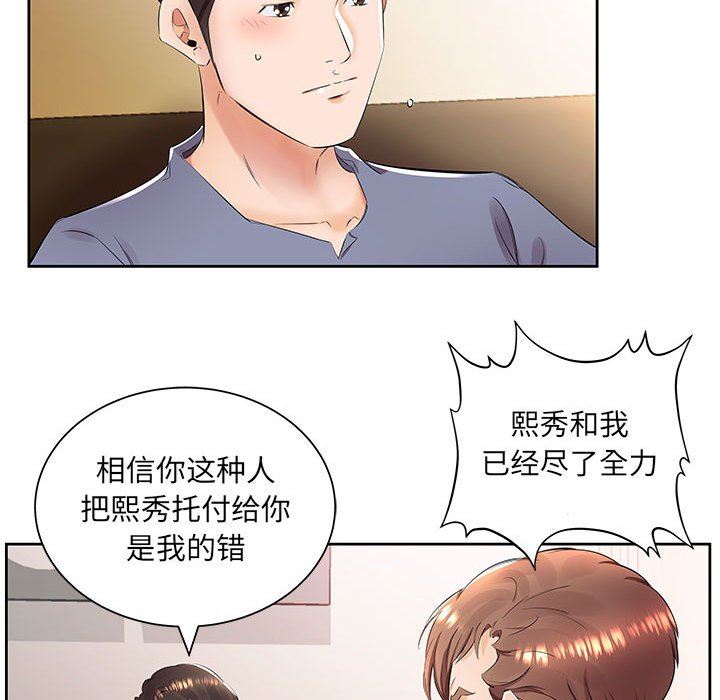 熙秀和我
已经尽了全力
相信你这种人
把熙秀托付给你
是我的错